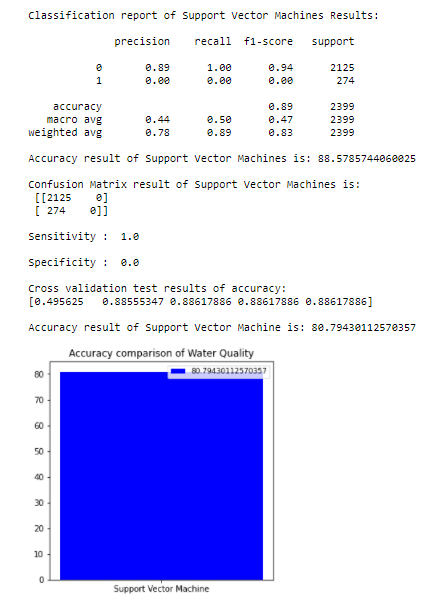 Classification report of Support Vector Machines Results:
precision recall f1-score support
0 0.89 1.00 0.94 2125
1 0.00 0.00 0.00 274
accuracy 0.89 2399
macro avg 0.44 0.50 0.47 2399
weighted avg 0.78 0.89 0.83 2399
Accuracy result of Support Vector Machines is: 88.5785744060025
Confusion Matrix result of Support Vector Machines is:
[[2125 0]
[ 274 0]]
Sensitivity : 1.0
Specificity : 0.0
Cross validation test results of accuracy:
[0.495625 0.88555347 0.88617886 0.88617886 0.88617886]
Accuracy result of Support Vector Machine is: 80.79430112570357
Accuracy comparison of Water Quality
80.79430112570357
80
70
60
50
40
30
20
10
0
Support Vector Machine